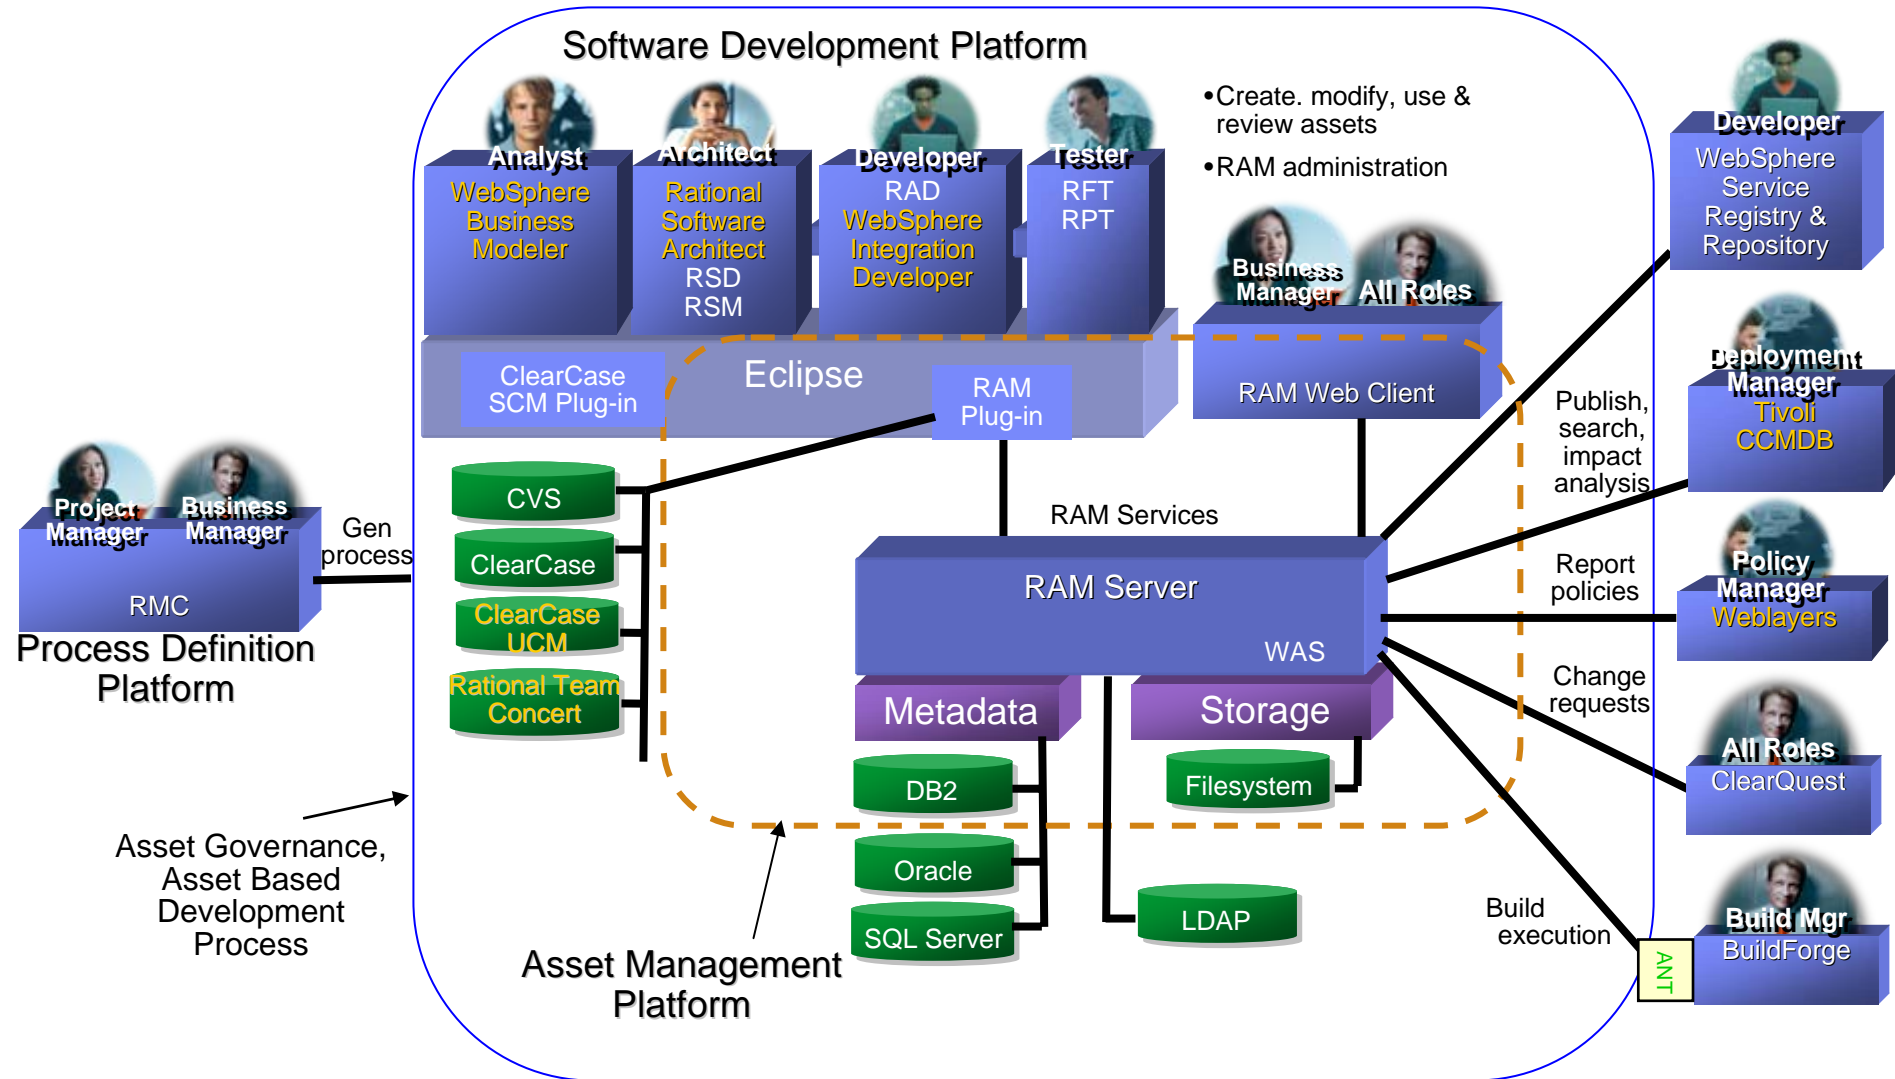 Software Development Platform
Analyst
WebSphere
Business
Modeler
Architect
Rational
Software
Architect
RSD
RSM
Developer
RAD
WebSphere
Integration
Developer
Tester
RFT
RPT
•Create. modify, use &
review assets
•RAM administration
Business
Manager
All Roles
RAM Web Client
Eclipse
ClearCase
SCM Plug-in
RAM
Plug-in
Developer
WebSphere
Service
Registry &
Repository
Deployment
Manager
Tivoli
CCMDB
Publish,
search,
impact
analysis
Project
Manager
Business
Manager
RMC
Gen
process
Process Definition
Platform
CVS
ClearCase
ClearCase
UCM
Rational Team
Concert
RAM Services
RAM Server
WAS
Metadata
Storage
DB2
Oracle
SQL Server
Filesystem
LDAP
Report
policies
Policy
Manager
Weblayers
Change
requests
All Roles
ClearQuest
Build
execution
ANT
Build Mgr
BuildForge
Asset Governance,
Asset Based
Development
Process
Asset Management
Platform